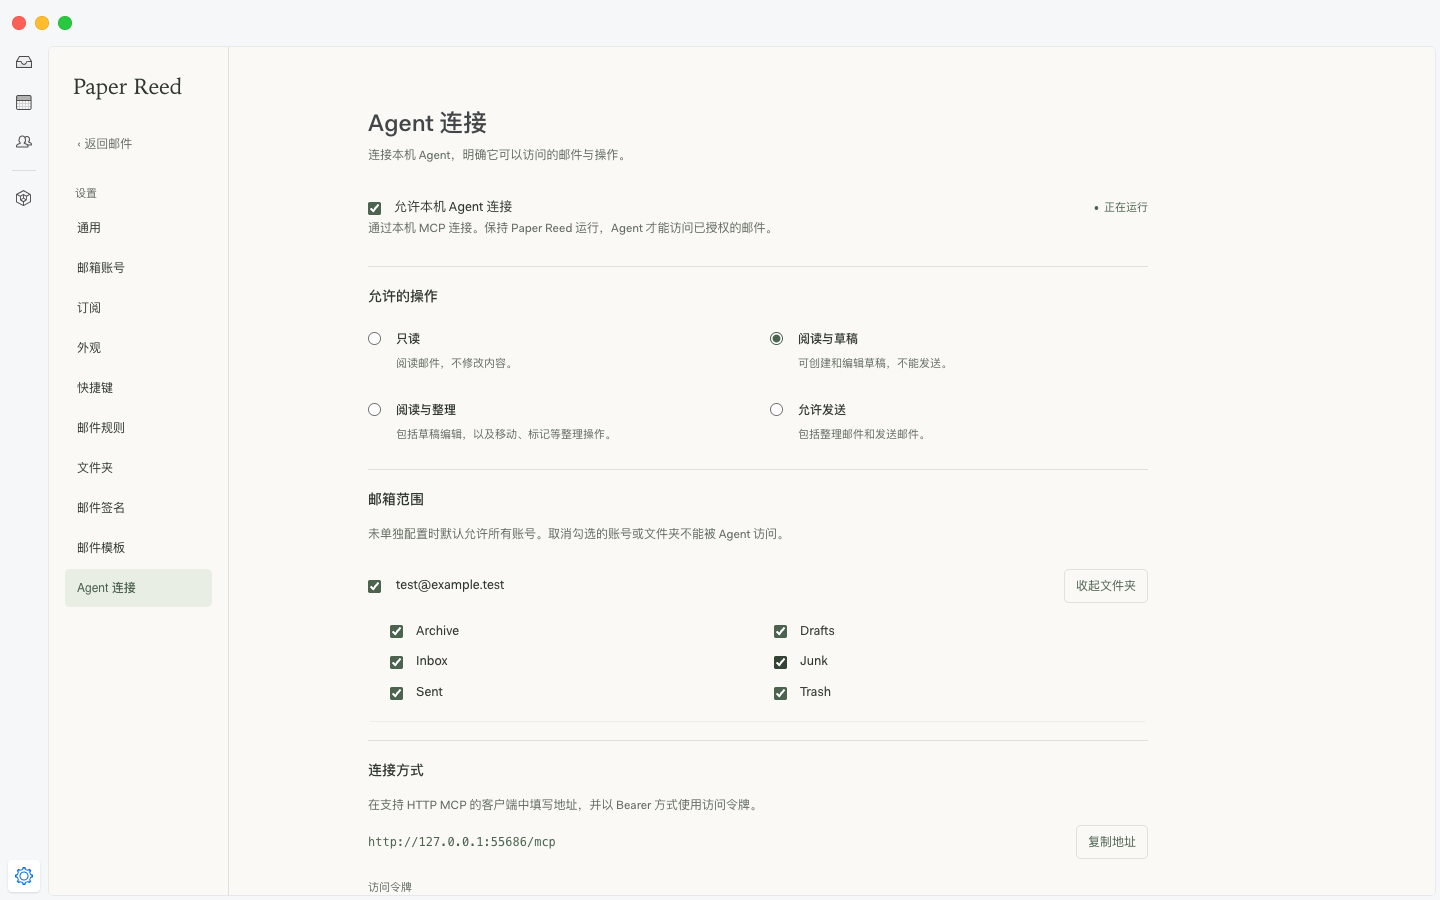 Paper Reed
‹ 返回邮件
设置
通用
邮箱账号
订阅
外观
快捷键
邮件规则
文件夹
邮件签名
邮件模板
Agent 连接
Agent 连接
连接本机 Agent，明确它可以访问的邮件与操作。
允许本机 Agent 连接
正在运行
通过本机 MCP 连接。保持 Paper Reed 运行，Agent 才能访问已授权的邮件。
允许的操作
只读
阅读邮件，不修改内容。
阅读与草稿
可创建和编辑草稿，不能发送。
阅读与整理
包括草稿编辑，以及移动、标记等整理操作。
允许发送
包括整理邮件和发送邮件。
邮箱范围
未单独配置时默认允许所有账号。取消勾选的账号或文件夹不能被 Agent 访问。
test@example.test
收起文件夹
Archive
Drafts
Inbox
Junk
Sent
Trash
连接方式
在支持 HTTP MCP 的客户端中填写地址，并以 Bearer 方式使用访问令牌。
http://127.0.0.1:55686/mcp
复制地址
访问令牌